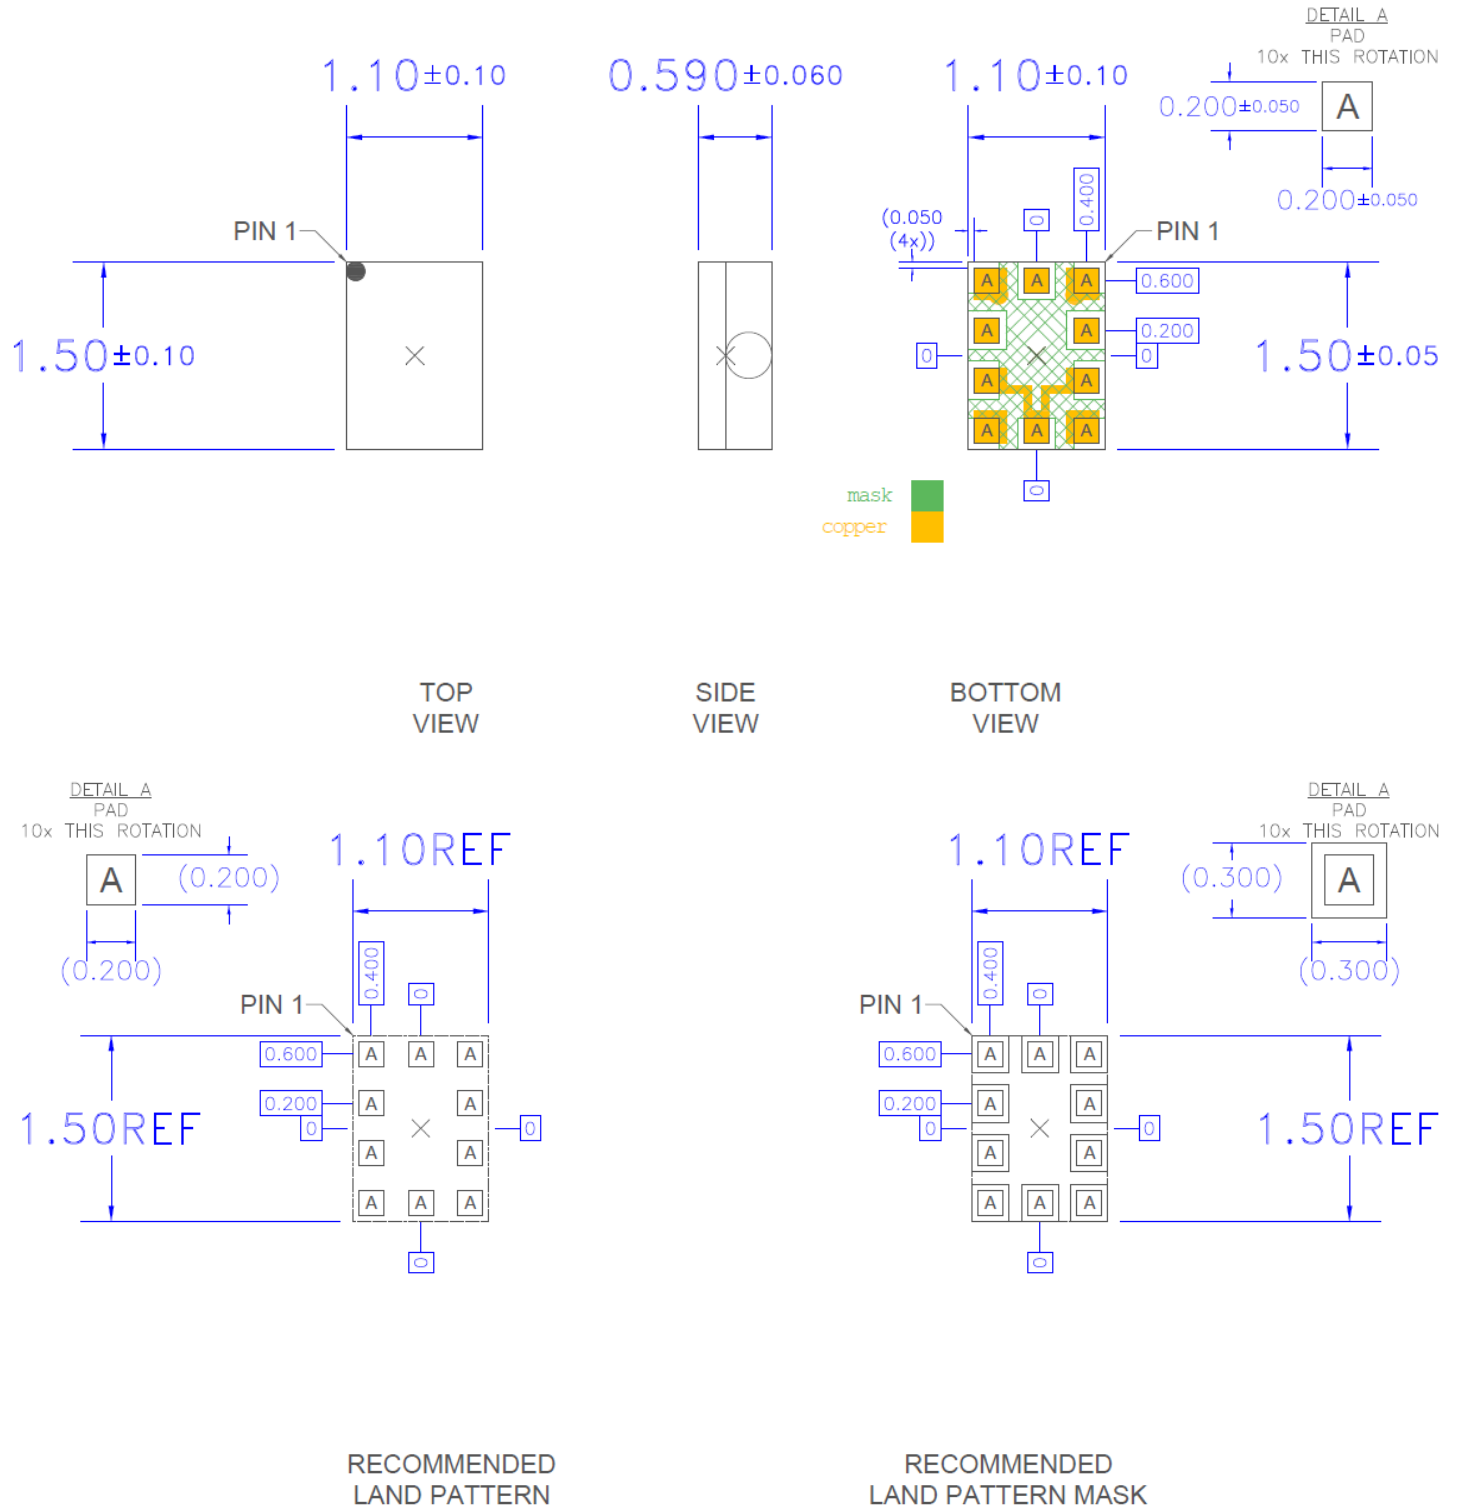 DETAIL A
PAD
10x THIS ROTATION
1.10±0.10
0.590±0.060
1.10±0.10
0.200±0.050
A
0.200±0.050
PIN 1
(0.050
(4x))
0
0.400
PIN 1
A A A
0.600
A A
0.200
1.50±0.10
0
0
1.50±0.05
A A
A A A
0
mask
copper
TOP
VIEW
SIDE
VIEW
BOTTOM
VIEW
DETAIL A
PAD
10x THIS ROTATION
A
(0.200)
(0.200)
1.10REF
0.400
0
PIN 1
0.600
A A A
0.200
A A
1.50REF
0
0
A A
A A A
0
DETAIL A
PAD
10x THIS ROTATION
A
(0.300)
(0.300)
1.10REF
0.400
0
PIN 1
0.600
A A A
0.200
A A
0
0
1.50REF
A A
A A A
0
RECOMMENDED
LAND PATTERN
RECOMMENDED
LAND PATTERN MASK